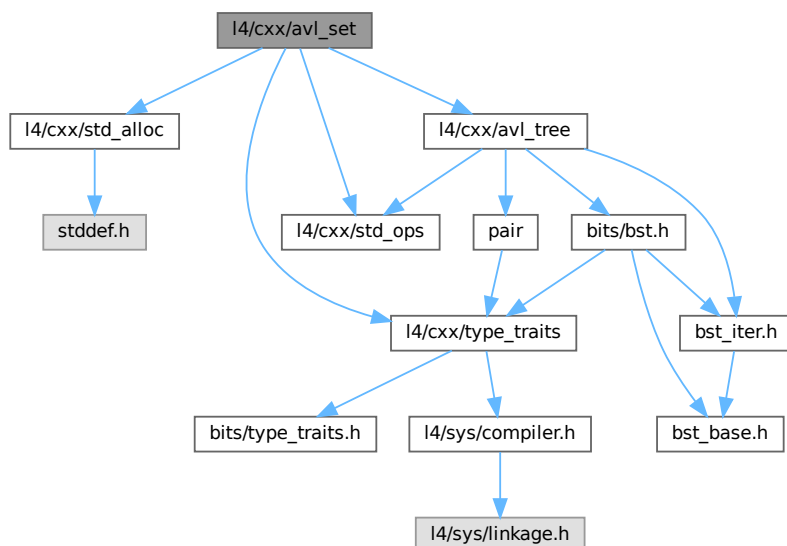 l4/cxx/avl_set
l4/cxx/std_alloc
l4/cxx/avl_tree
stddef.h
l4/cxx/std_ops
pair
bits/bst.h
l4/cxx/type_traits
bst_iter.h
bits/type_traits.h
l4/sys/compiler.h
bst_base.h
l4/sys/linkage.h